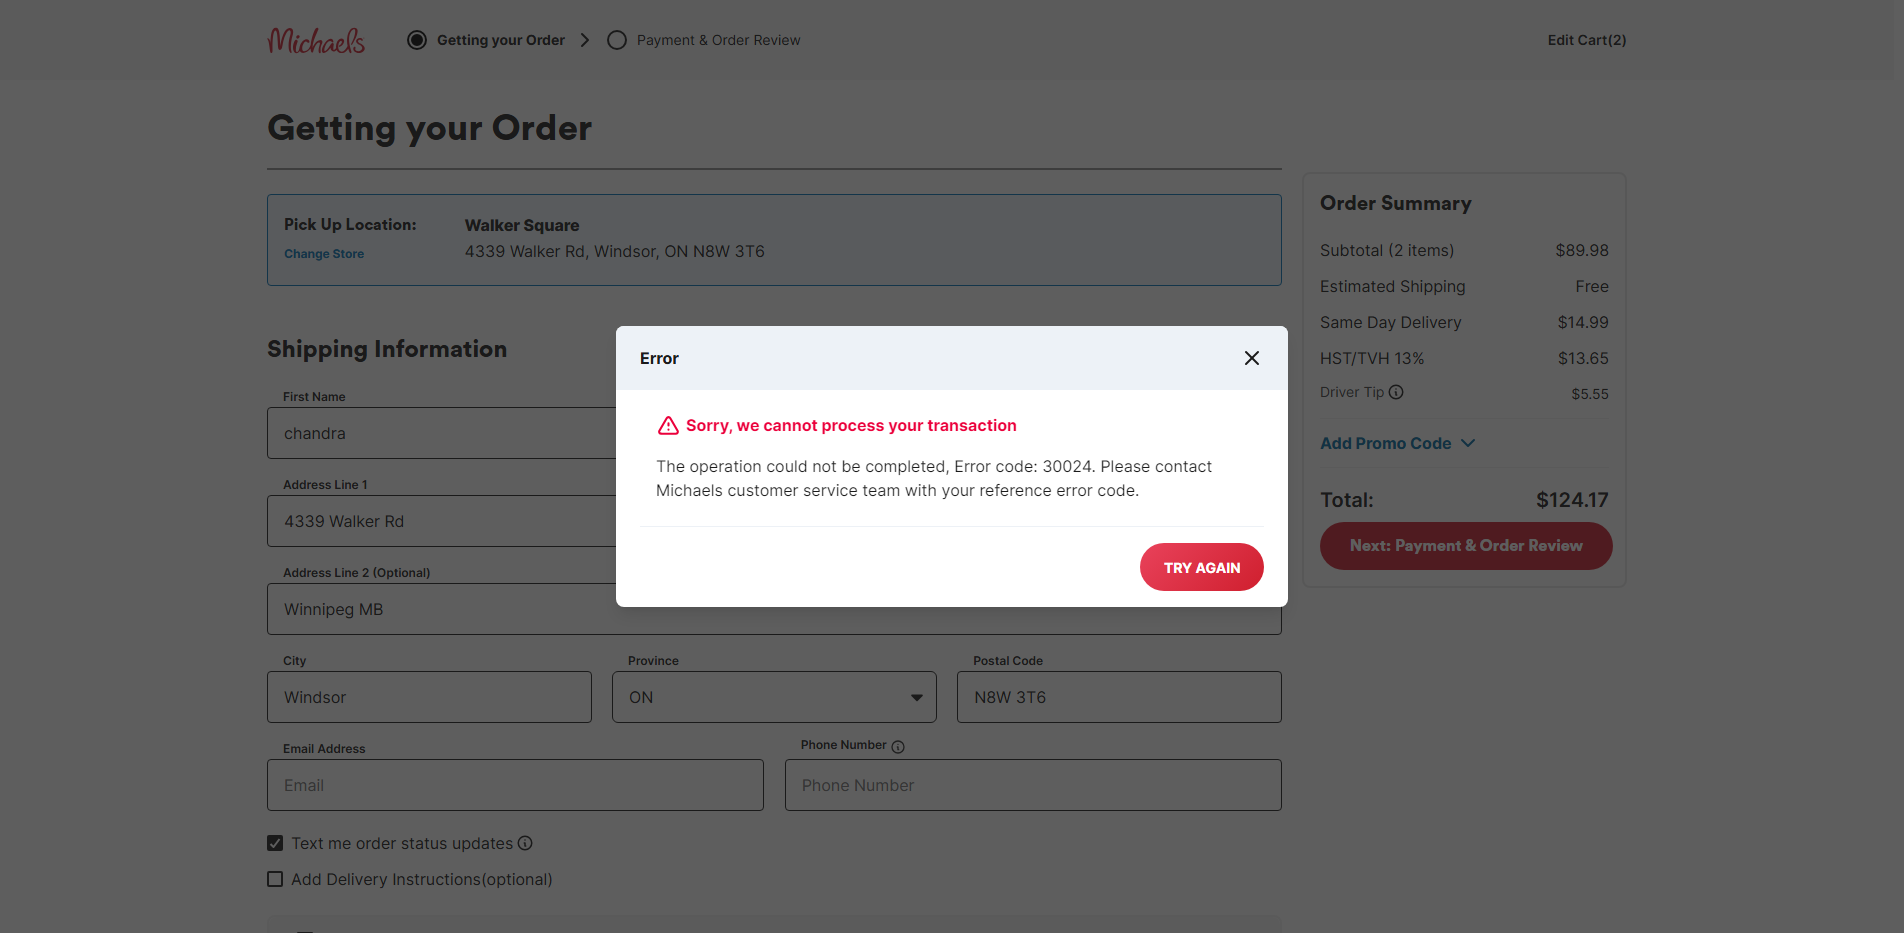 Michaels
Getting your Order
Payment & Order Review
Edit Cart(2)
Getting your Order
Pick Up Location:
Change Store
Walker Square
4339 Walker Rd, Windsor, ON N8W 3T6
Order Summary
Subtotal (2 items) $89.98
Estimated Shipping Free
Same Day Delivery $14.99
HST/TVH 13% $13.65
Driver Tip $5.55
Add Promo Code
Total: $124.17
Next: Payment & Order Review
Shipping Information
First Name
chandra
Address Line 1
4339 Walker Rd
Address Line 2 (Optional)
Winnipeg MB
Error
Sorry, we cannot process your transaction
The operation could not be completed, Error code: 30024. Please contact
Michaels customer service team with your reference error code.
TRY AGAIN
City
Windsor
Province
ON
Postal Code
N8W 3T6
Email Address
Email
Phone Number
Phone Number
Text me order status updates
Add Delivery Instructions(optional)